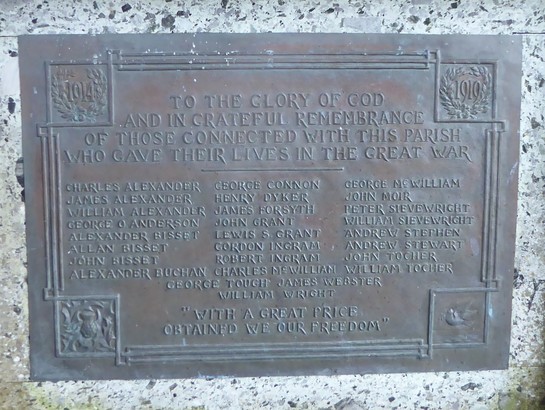 1914
1919
TO THE GLORY OF GOD
AND IN GRATEFUL REMEMBRANCE
OF THOSE CONNECTED WITH THIS PARISH
WHO GAVE THEIR LIVES IN THE GREAT WAR
CHARLES ALEXANDER GEORGE CONNON GEORGE McWILLIAM
JAMES ALEXANDER HENRY DYKER JOHN MOIR
WILLIAM ALEXANDER JAMES FORSYTH PETER SIEVEWRIGHT
GEORGE G ANDERSON JOHN GRANT WILLIAM SIEVEWRIGHT
ALEXANDER BISSET LEWIS GRANT ANDREW STEPHEN
ALLAN BISSET GORDON INGRAM ANDREW STEWART
JOHN BISSET ROBERT INGRAM JOHN TOCHER
ALEXANDER BUCHAN CHARLES McWILLIAM WILLIAM TOCHER
GEORGE TOUGH JAMES WEBSTER
WILLIAM WRIGHT
"WITH A GREAT PRICE
OBTAINED WE OUR FREEDOM"